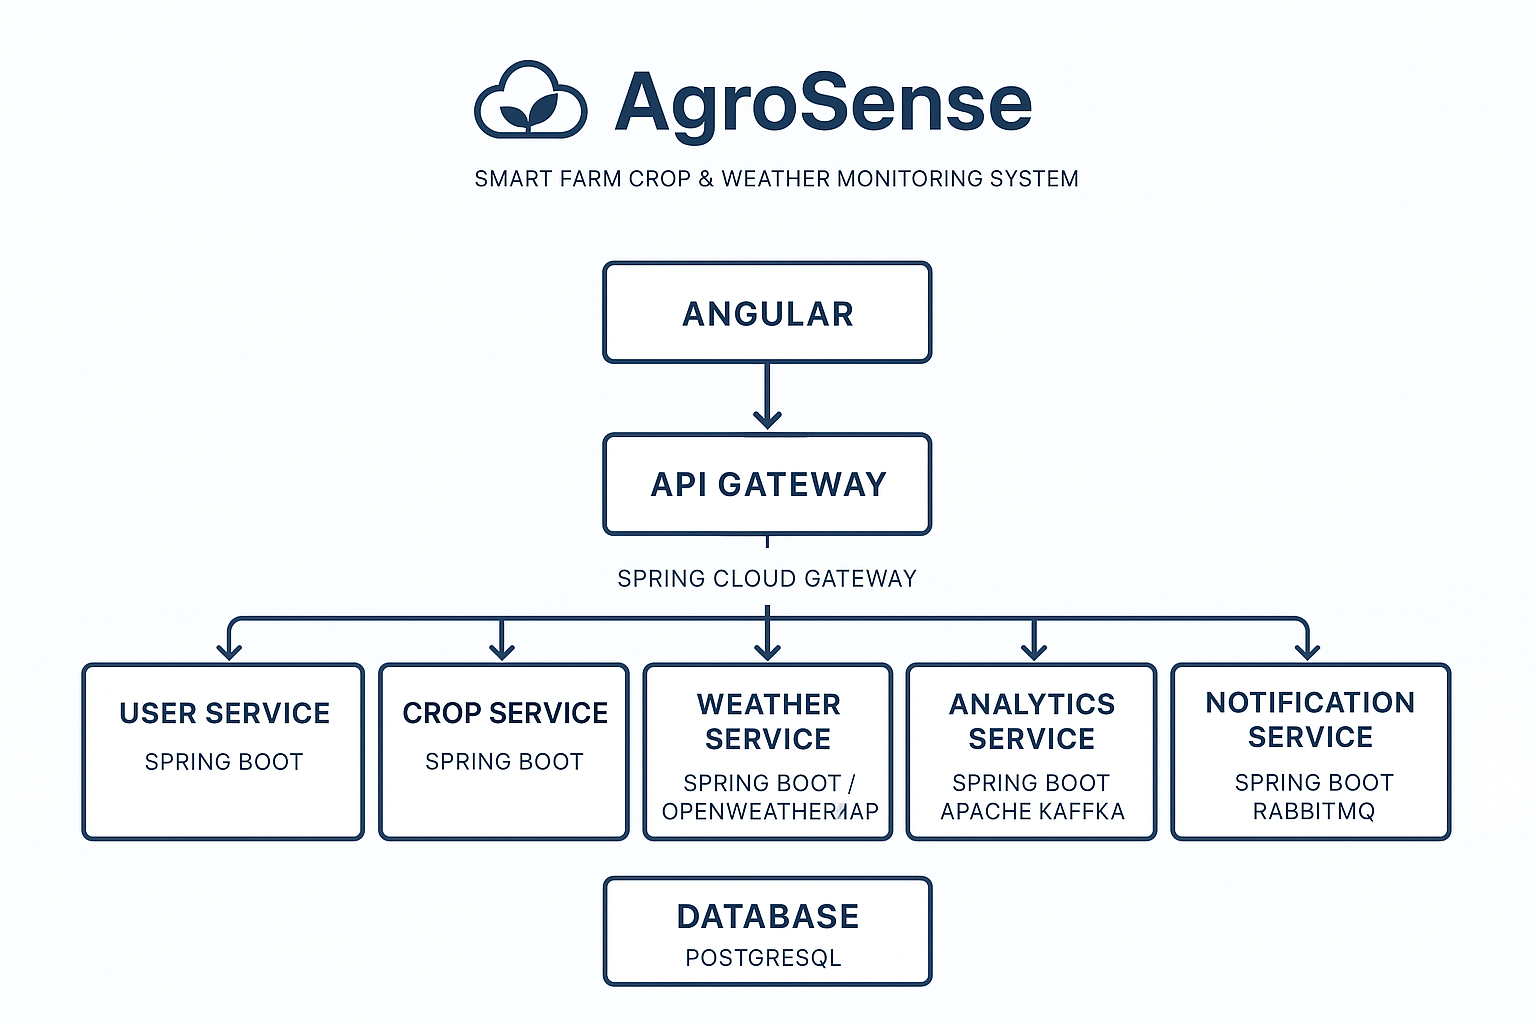 AgroSense
SMART FARM CROP & WEATHER MONITORING SYSTEM
ANGULAR
API GATEWAY
SPRING CLOUD GATEWAY
USER SERVICE
SPRING BOOT
CROP SERVICE
SPRING BOOT
WEATHER
SERVICE
SPRING BOOT /
ANALYTICS
SERVICE
SPRING BOOT
APACHE KAFFKA
NOTIFICATION
SERVICE
SPRING BOOT
RABBITMQ
DATABASE
POSTGRESQL